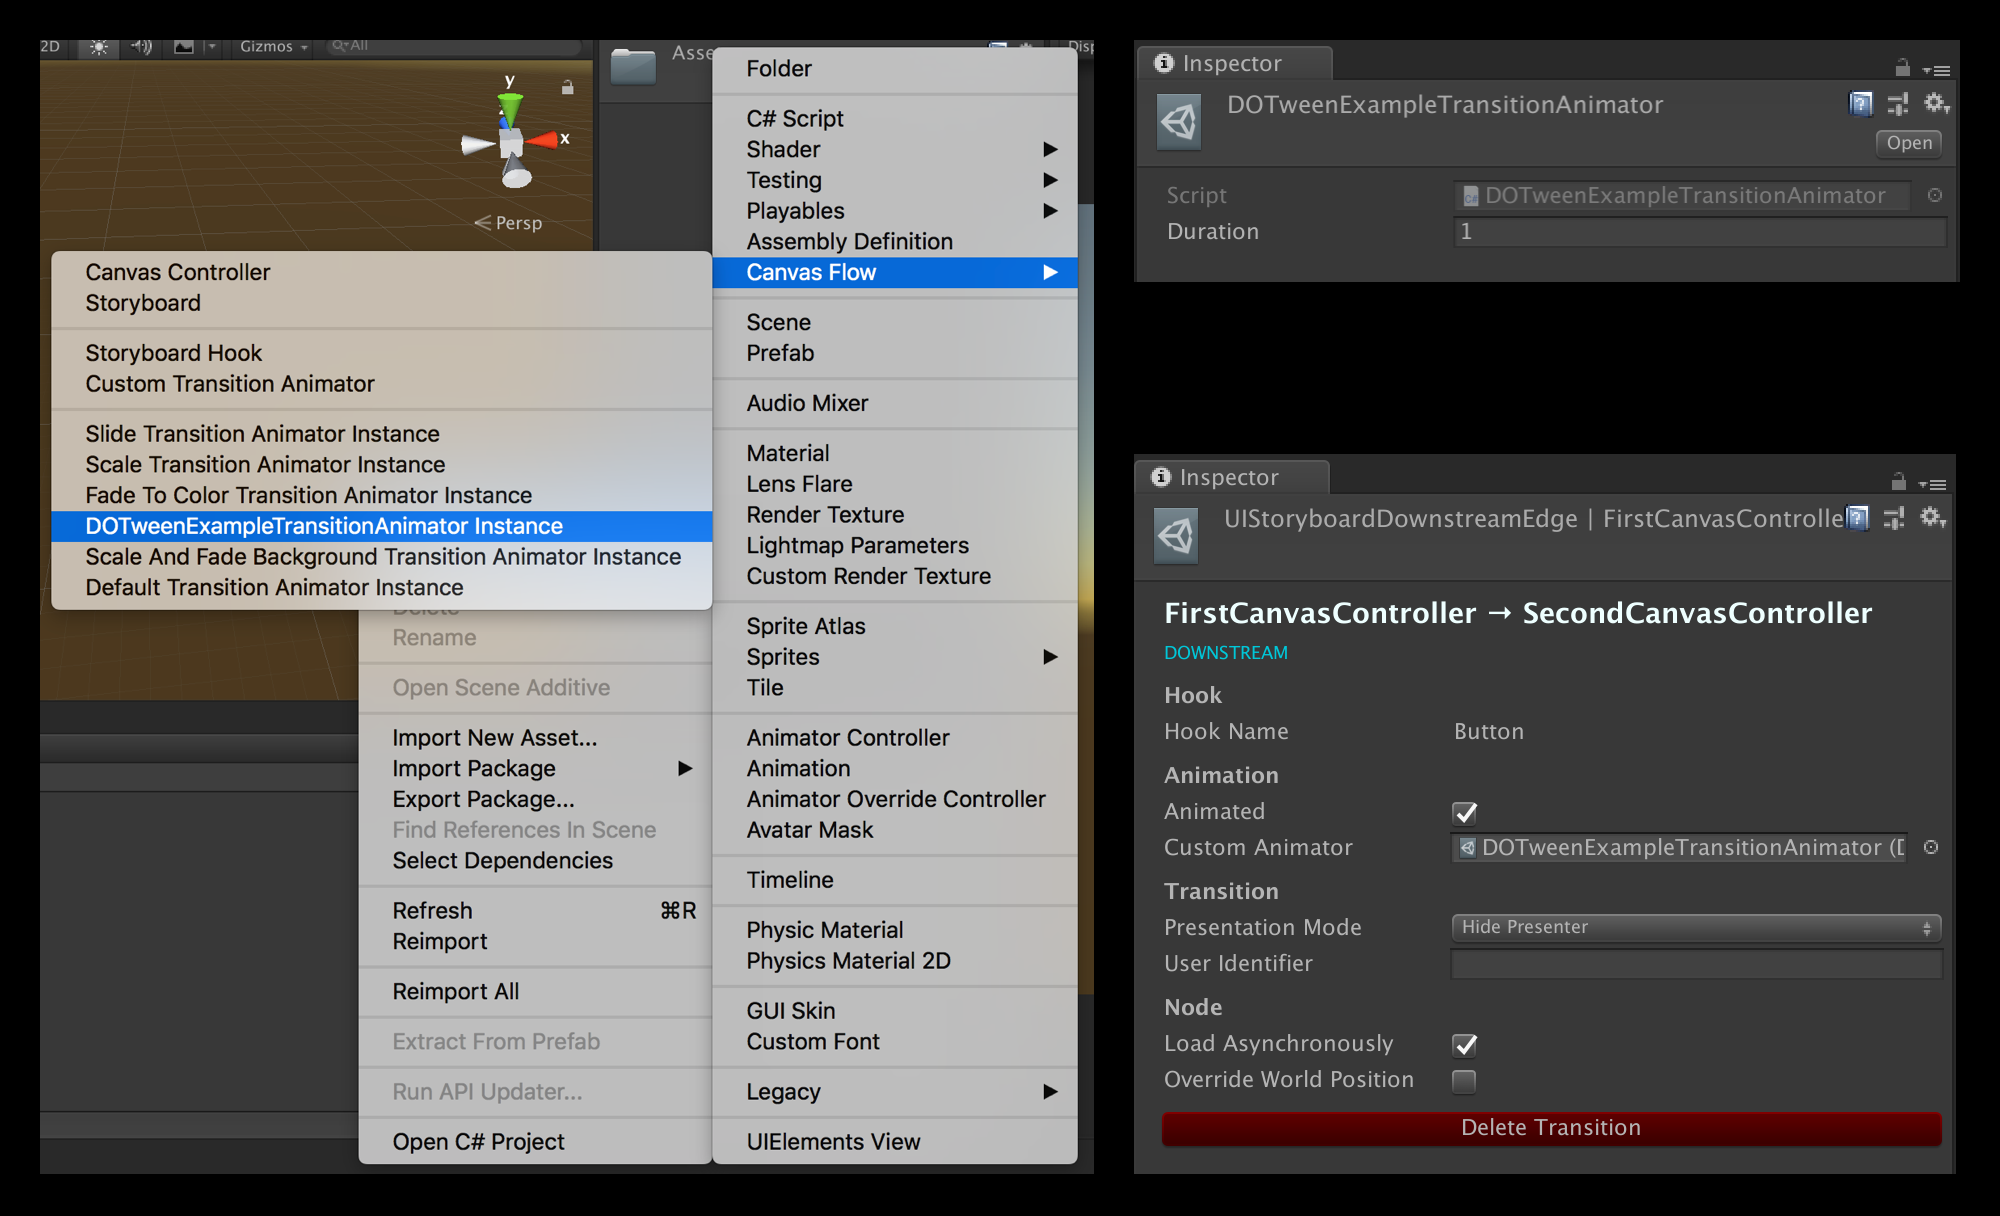 2D
Gizmos
All
y
x
Persp
Folder
C# Script
Shader
Testing
Playables
Assembly Definition
Canvas Flow
Scene
Prefab
Audio Mixer
Material
Lens Flare
Render Texture
Lightmap Parameters
Custom Render Texture
Sprite Atlas
Sprites
Tile
Animator Controller
Animation
Animator Override Controller
Avatar Mask
Timeline
Physic Material
Physics Material 2D
GUI Skin
Custom Font
Legacy
UIElements View
Canvas Controller
Storyboard
Storyboard Hook
Custom Transition Animator
Slide Transition Animator Instance
Scale Transition Animator Instance
Fade To Color Transition Animator Instance
DOTweenExampleTransitionAnimator Instance
Scale And Fade Background Transition Animator Instance
Default Transition Animator Instance
Delete
Rename
Open Scene Additive
Import New Asset...
Import Package
Export Package...
Find References In Scene
Select Dependencies
Refresh ⌘R
Reimport
Reimport All
Extract From Prefab
Run API Updater...
Open C# Project
Inspector
DOTweenExampleTransitionAnimator
Open
Script DOTweenExampleTransitionAnimator
Duration 1
Inspector
UIStoryboardDownstreamEdge | FirstCanvasControlle
FirstCanvasController → SecondCanvasController
DOWNSTREAM
Hook
Hook Name Button
Animation
Animated
Custom Animator DOTweenExampleTransitionAnimator (D
Transition
Presentation Mode Hide Presenter
User Identifier
Node
Load Asynchronously
Override World Position
Delete Transition